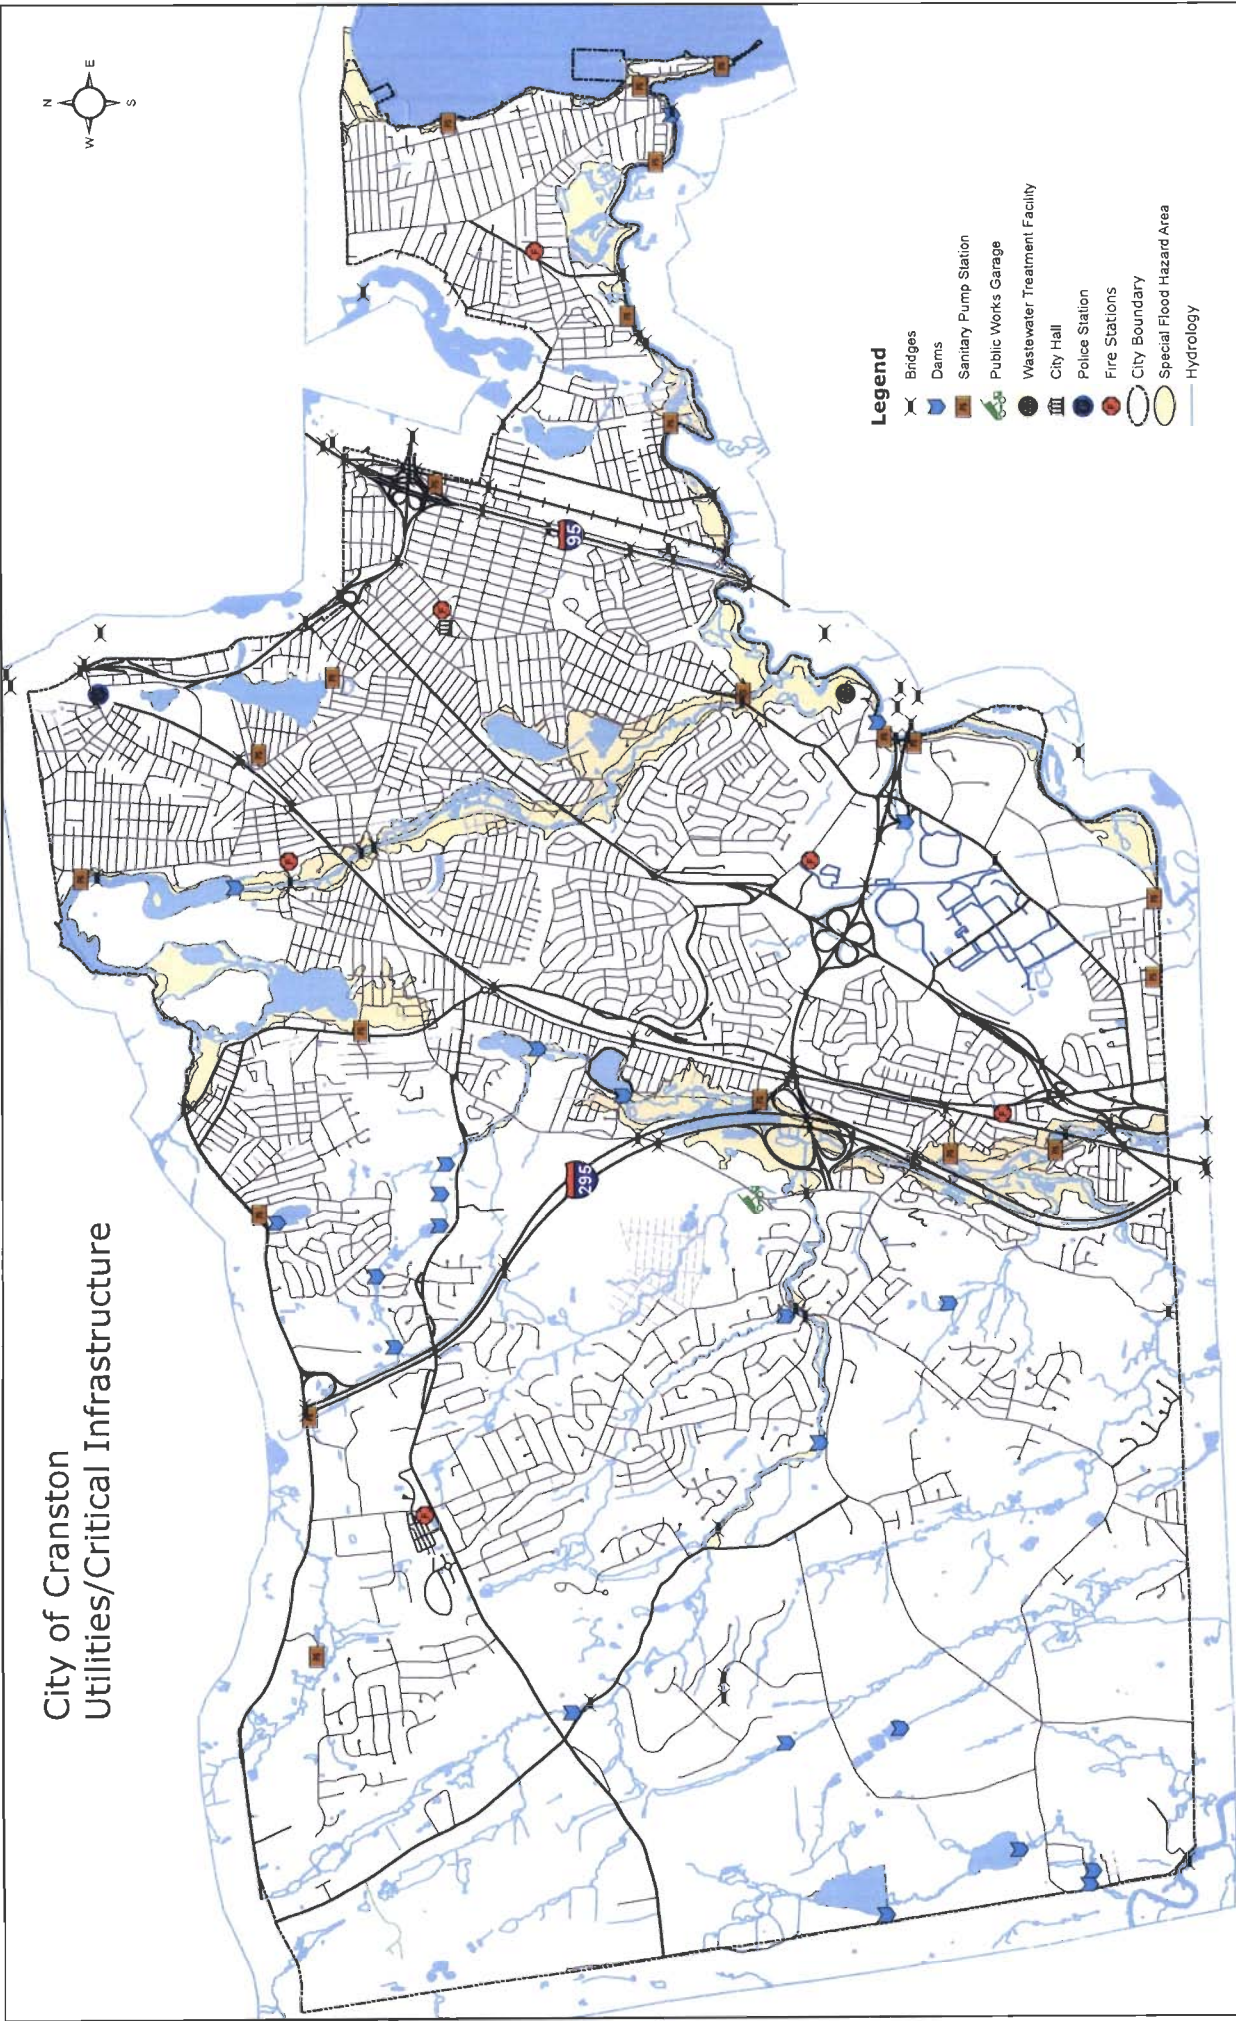 City of Cranston
Utilities/Critical Infrastructure
N
W
E
S
95
295
F
F
F
F
F
F
Legend
Bridges
Dams
Sanitary Pump Station
Public Works Garage
Wastewater Treatment Facility
City Hall
Police Station
Fire Stations
City Boundary
Special Flood Hazard Area
Hydrology